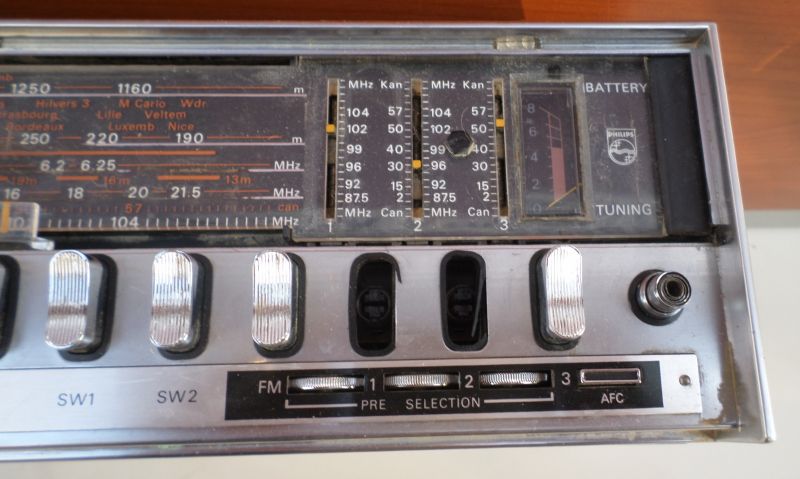 1250 1160 m
Hilvers 3 M Carlo Wdr
Lille Veltem
Bordeaux Luxemb Nice
250 220 190 m
6.2 6.25 MHz
19m 16m 13m
16 18 20 21.5 MHz
57 can
104 MHz
MHz Kan MHz Kan
104 57 104 57
102 50 102 50
99 40 40
96 30 96 30
92 15 92 15
87.5 2 87.5 2
MHz Can MHz Can
1 2 3
BATTERY
8
6
4
2
0
PHILIPS
TUNING
SW1 SW2
FM 1 2 3
PRE SELECTION
AFC